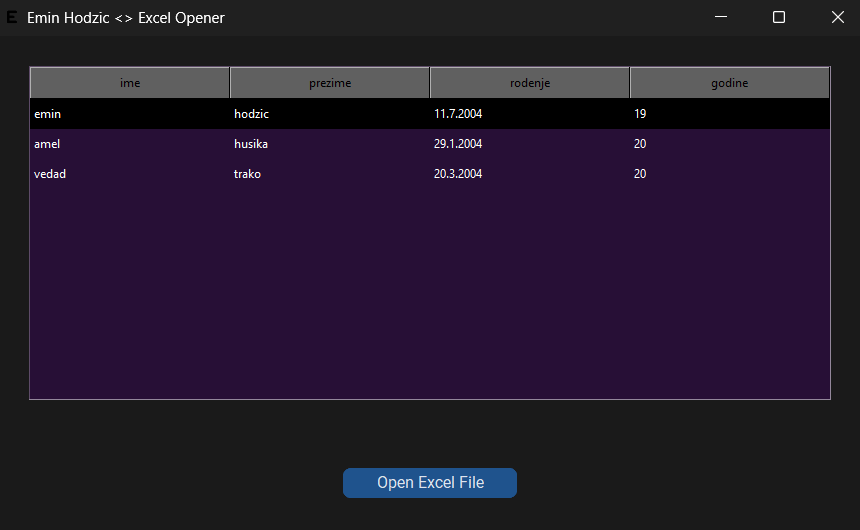 E Emin Hodzic <> Excel Opener
ime prezime rodenje godine
emin hodzic 11.7.2004 19
amel husika 29.1.2004 20
vedad trako 20.3.2004 20
Open Excel File